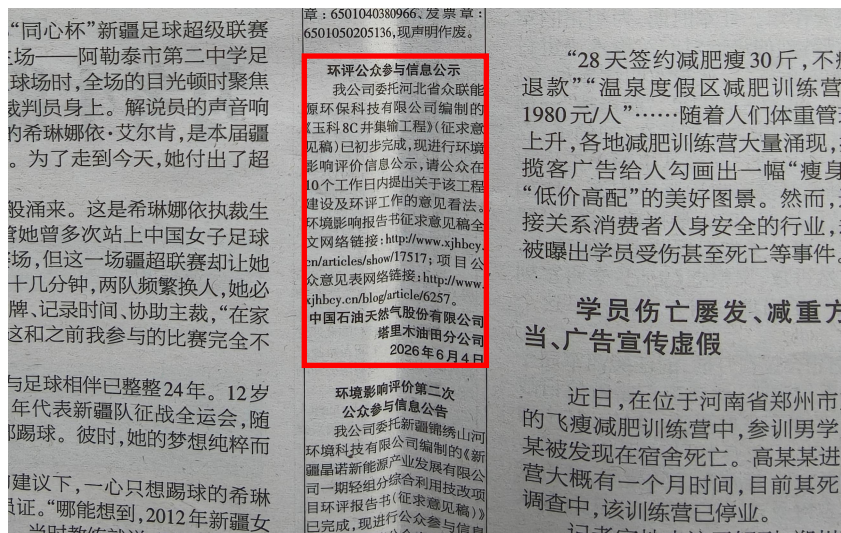 “同心杯”新疆足球超级联赛
主场——阿勒泰市第二中学足
球场时,全场的目光顿时聚焦
裁判员身上。解说员的声音响
的希琳娜依·艾尔肯,是本届疆
。为了走到今天,她付出了超
般涌来。这是希琳娜依执裁生
管她曾多次站上中国女子足球
赛场,但这一场疆超联赛却让她
十几分钟,两队频繁换人,她必
牌、记录时间、协助主裁,“在家
这和之前我参与的比赛完全不
与足球相伴已整整24年。12岁
年代表新疆队征战全运会,随
踢球。彼时,她的梦想纯粹而
建议下,一心只想踢球的希琳
员证。“哪能想到,2012年新疆女
章:6501040380966、发票章:
6501050205136,现声明作废。
环评公众参与信息公示
我公司委托河北省众联能
源环保科技有限公司编制的
《玉科8C井集输工程》(征求意
见稿)已初步完成,现进行环境
影响评价信息公示,请公众在
10个工作日内提出关于该工程
建设及环评工作的意见看法。
环境影响报告书征求意见稿全
文网络链接:http://www.xjhbcy.
cn/articles/show/17517;项目公
众意见表网络链接:http://www.
xjhbcy.cn/blog/article/6257。
中国石油天然气股份有限公司
塔里木油田分公司
2026年6月4日
环境影响评价第二次
公众参与信息公告
我公司委托新疆锦绣山河
环境科技有限公司编制的《新
疆晶诺新能源产业发展有限公
司一期轻组分综合利用技改项
目环评报告书(征求意见稿)》
已完成,现进行公众参与信息
“28天签约减肥瘦30斤,不
退款”“温泉度假区减肥训练营
1980元/人”……随着人们体重管
上升,各地减肥训练营大量涌现,
揽客广告给人勾画出一幅“瘦身
“低价高配”的美好图景。然而,
接关系消费者人身安全的行业,
被曝出学员受伤甚至死亡等事件。
学员伤亡屡发、减重方
当、广告宣传虚假
近日,在位于河南省郑州市
的飞瘦减肥训练营中,参训男学
某被发现在宿舍死亡。高某某进
营大概有一个月时间,目前其死
调查中,该训练营已停业。